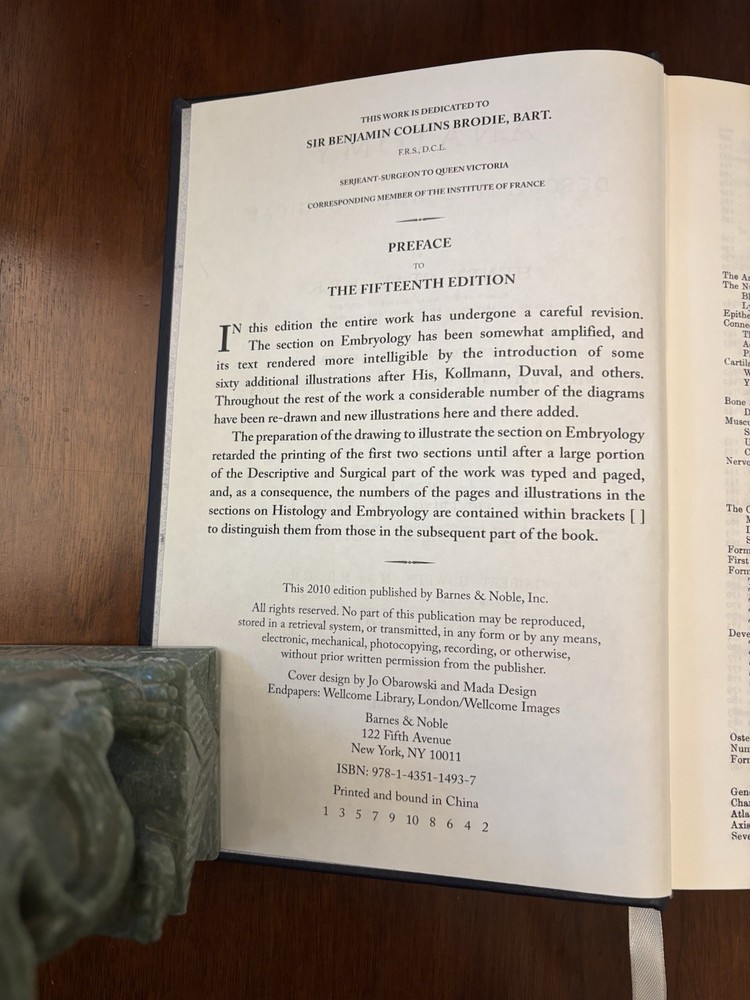 THIS WORK IS DEDICATED TO
SIR BENJAMIN COLLINS BRODIE, BART.
F.R.S., D.C.L.
SERJEANT-SURGEON TO QUEEN VICTORIA
CORRESPONDING MEMBER OF THE INSTITUTE OF FRANCE
PREFACE
TO
THE FIFTEENTH EDITION
IN this edition the entire work has undergone a careful revision.
The section on Embryology has been somewhat amplified, and
its text rendered more intelligible by the introduction of some
sixty additional illustrations after His, Kollmann, Duval, and others.
Throughout the rest of the work a considerable number of the diagrams
have been re-drawn and new illustrations here and there added.
The preparation of the drawing to illustrate the section on Embryology
retarded the printing of the first two sections until after a large portion
of the Descriptive and Surgical part of the work was typed and paged,
and, as a consequence, the numbers of the pages and illustrations in the
sections on Histology and Embryology are contained within brackets [ ]
to distinguish them from those in the subsequent part of the book.
This 2010 edition published by Barnes & Noble, Inc.
All rights reserved. No part of this publication may be reproduced,
stored in a retrieval system, or transmitted, in any form or by any means,
electronic, mechanical, photocopying, recording, or otherwise,
without prior written permission from the publisher.
Cover design by Jo Obarowski and Mada Design
Endpapers: Wellcome Library, London/Wellcome Images
Barnes & Noble
122 Fifth Avenue
New York, NY 10011
ISBN: 978-1-4351-1493-7
Printed and bound in China
1 3 5 7 9 10 8 6 4 2
The
The
Bone
Form
First
Form
Axis